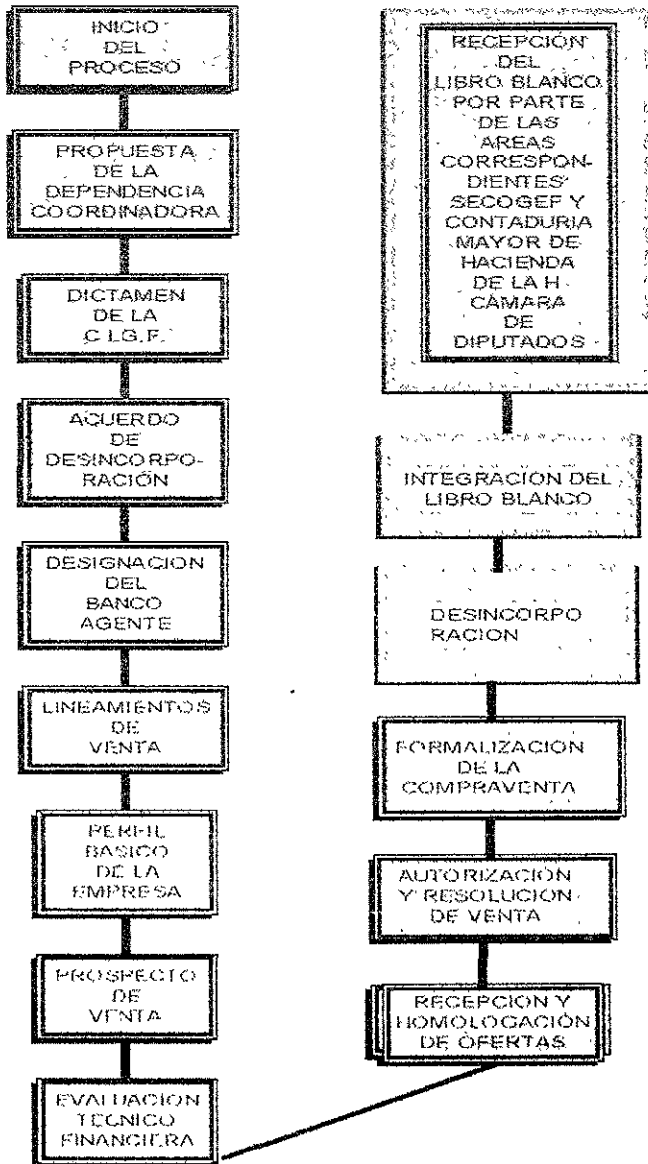 INICIO
DEL
PROCESO
PROPUESTA
DE LA
DEPENDENCIA
COORDINADORA
DICTAMEN
DE LA
C.I.G.F.
ACUERDO
DE
DESINCORPO-
RACIÓN
DESIGNACION
DEL
BANCO
AGENTE
LINEAMIENTOS
DE
VENTA
PERFIL
BASICO
DE LA
EMPRESA
PROSPECTO
DE
VENTA
EVALUACION
TECNICO
FINANCIERA
RECEPCIÓN
DEL
LIBRO BLANCO
POR PARTE
DE LAS
AREAS
CORRESPON-
DIENTES
SECOGEF Y
CONTADURIA
MAYOR DE
HACIENDA
DE LA H
CÁMARA
DE
DIPUTADOS
INTEGRACION DEL
LIBRO BLANCO
DESINCORPO
RACION
FORMALIZACION
DE LA
COMPRAVENTA
AUTORIZACIÓN
Y RESOLUCION
DE VENTA
RECEPCION Y
HOMOLOGACIÓN
DE OFERTAS